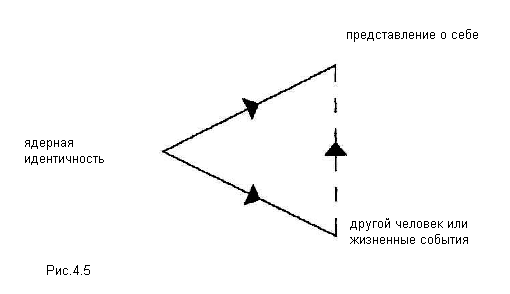 представление о себе
ядерная
идентичность
другой человек или
жизненные события
Рис.4.5